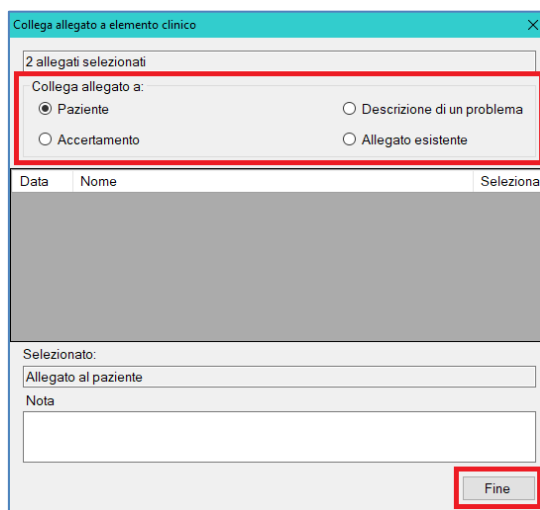 Collega allegato a elemento clinico
2 allegati selezionati
Collega allegato a:
Paziente Descrizione di un problema
Accertamento Allegato esistente
Data Nome Seleziona
Selezionato:
Allegato al paziente
Nota
Fine